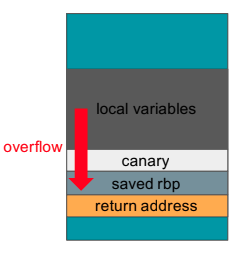 local variables
overflow
canary
saved rbp
return address